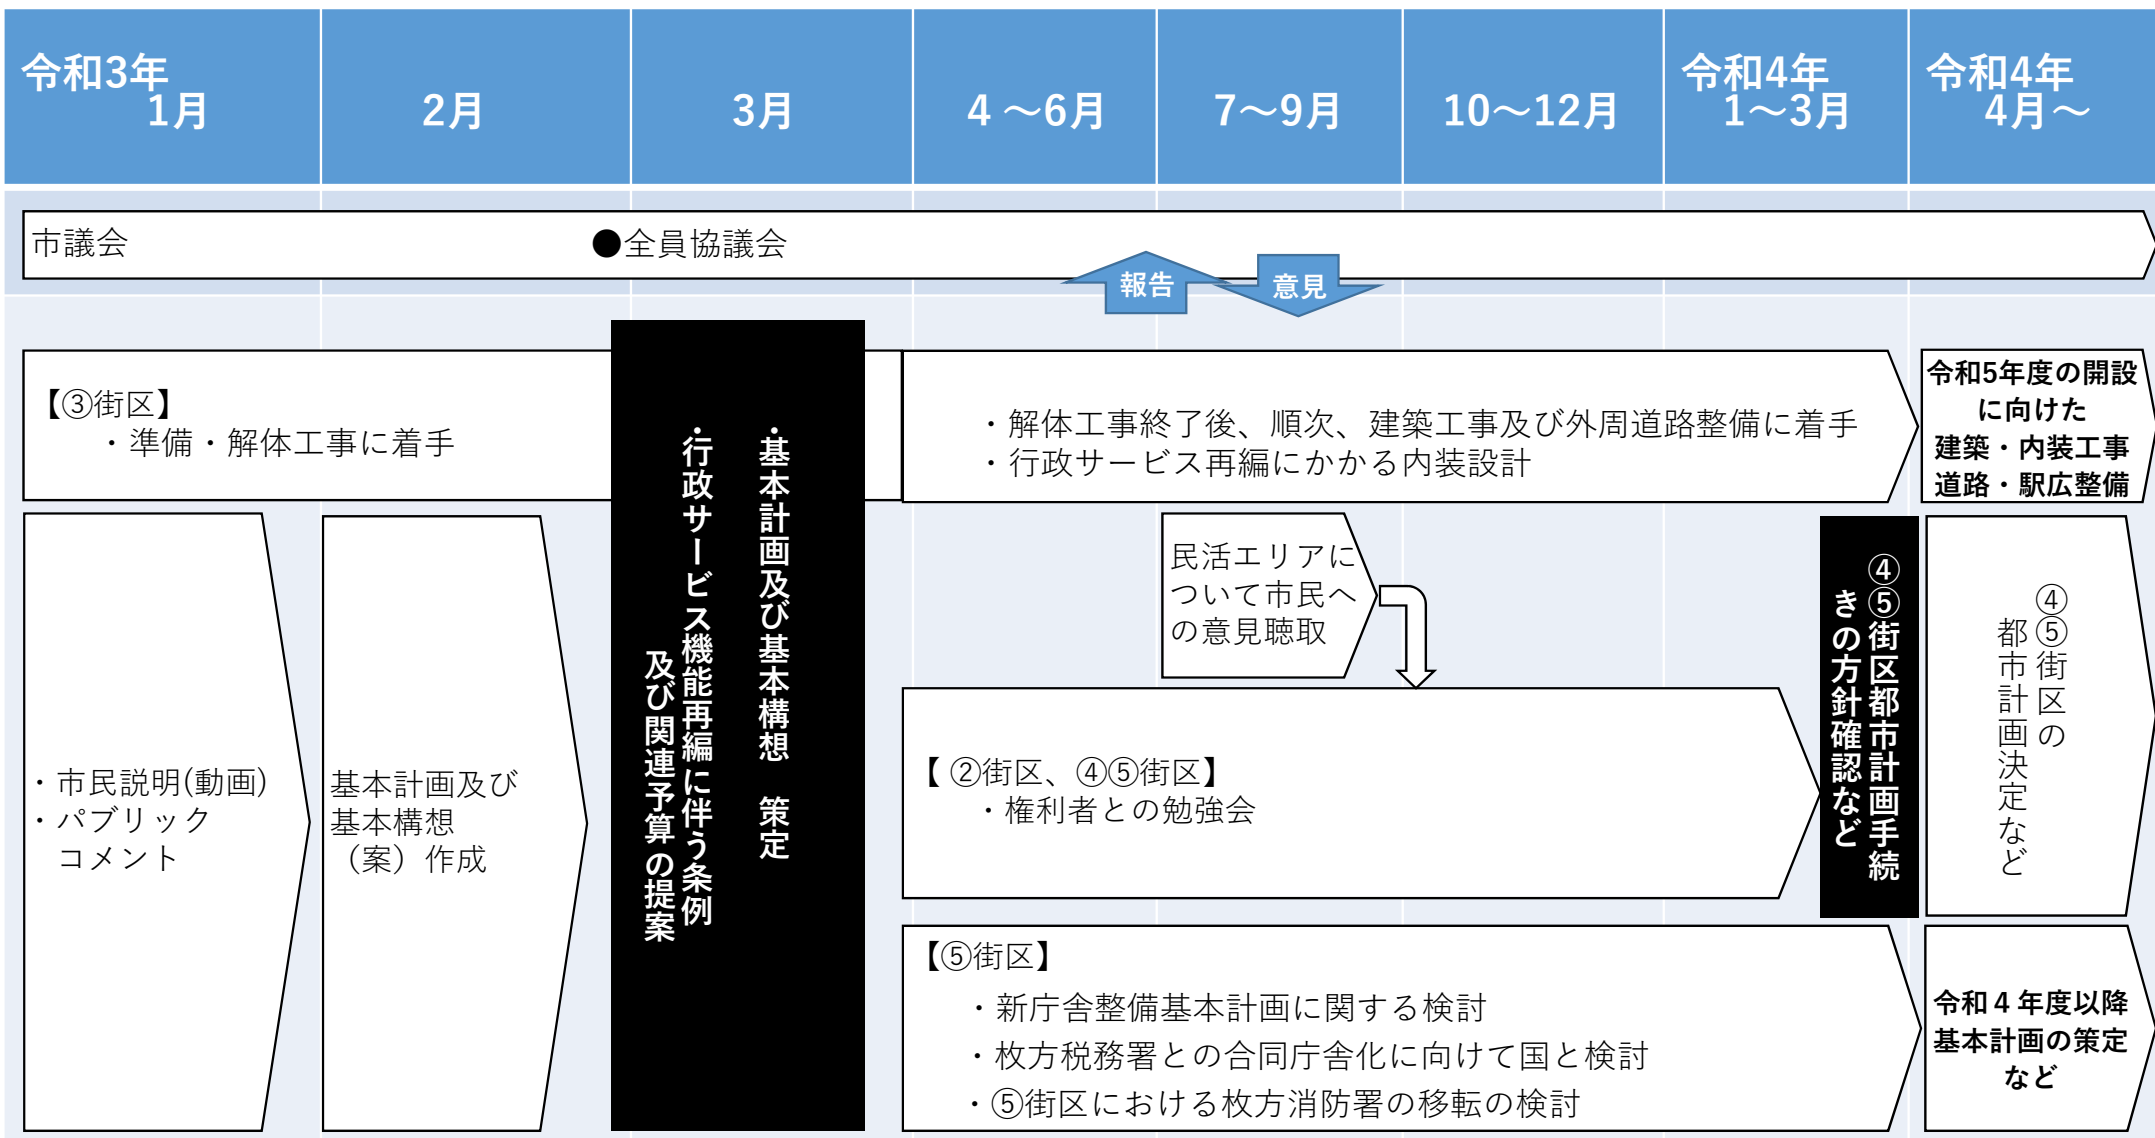 令和3年
1月
2月
3月
4 ～6月
7～9月
10～12月
令和4年
1～3月
令和4年
4月～
市議会
●全員協議会
報告
意見
【③街区】
・準備・解体工事に着手
・基本計画及び基本構想　策定
・行政サービス機能再編に伴う条例
及び関連予算の提案
・解体工事終了後、順次、建築工事及び外周道路整備に着手
・行政サービス再編にかかる内装設計
令和5年度の開設
に向けた
建築・内装工事
道路・駅広整備
・市民説明(動画)
・パブリック
コメント
基本計画及び
基本構想
（案）作成
民活エリアに
ついて市民へ
の意見聴取
【 ②街区、④⑤街区】
・権利者との勉強会
④⑤街区都市計画手続
きの方針確認など
④⑤街区の
都市計画決定など
【⑤街区】
・新庁舎整備基本計画に関する検討
・枚方税務署との合同庁舎化に向けて国と検討
・⑤街区における枚方消防署の移転の検討
令和４年度以降
基本計画の策定
など